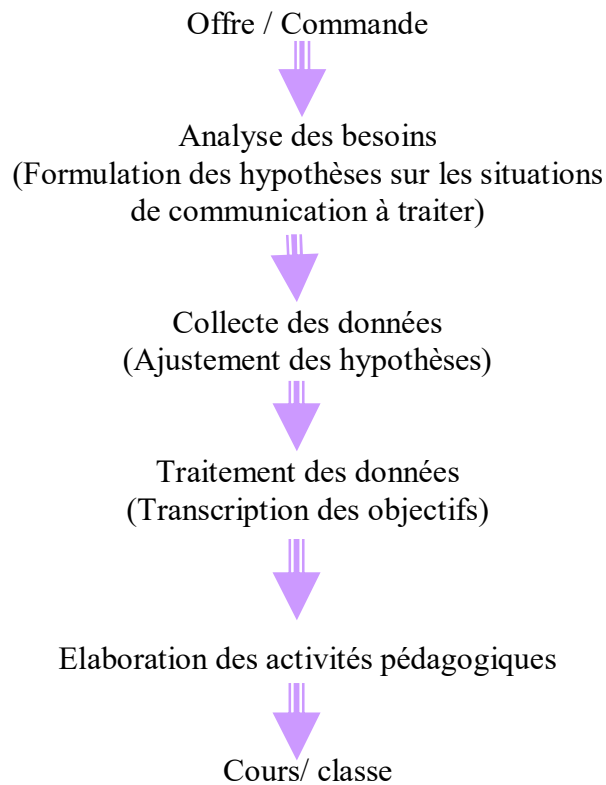 Offre / Commande
Analyse des besoins
(Formulation des hypothèses sur les situations
de communication à traiter)
Collecte des données
(Ajustement des hypothèses)
Traitement des données
(Transcription des objectifs)
Elaboration des activités pédagogiques
Cours/ classe